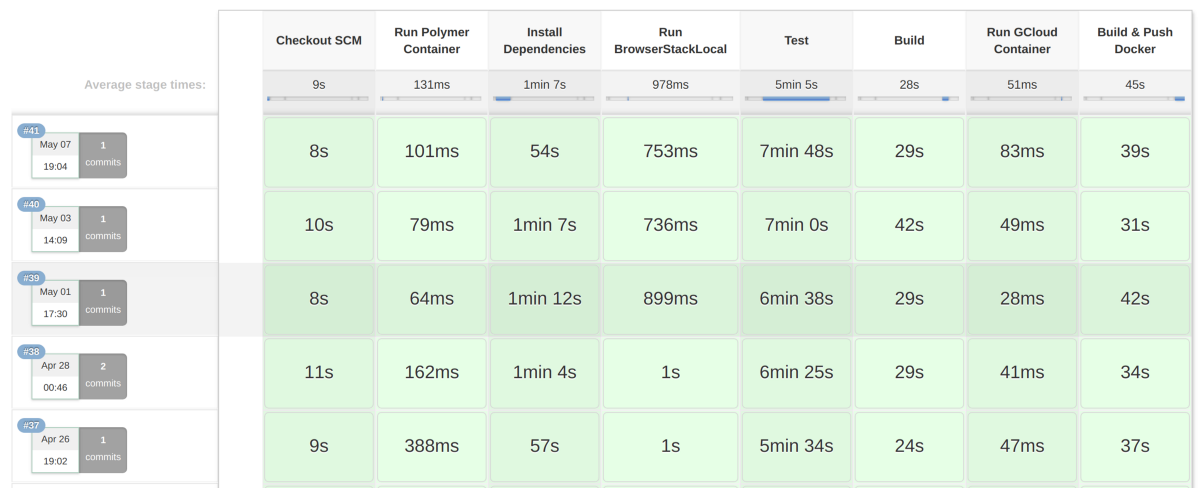 Checkout SCM
Run Polymer
Container
Install
Dependencies
Run
BrowserStackLocal
Test
Build
Run GCloud
Container
Build & Push
Docker
Average stage times:
9s
131ms
1min 7s
978ms
5min 5s
28s
51ms
45s
#41
May 07
19:04
1
commits
8s
101ms
54s
753ms
7min 48s
29s
83ms
39s
#40
May 03
14:09
1
commits
10s
79ms
1min 7s
736ms
7min 0s
42s
49ms
31s
#39
May 01
17:30
1
commits
8s
64ms
1min 12s
899ms
6min 38s
29s
28ms
42s
#38
Apr 28
00:46
2
commits
11s
162ms
1min 4s
1s
6min 25s
29s
41ms
34s
#37
Apr 26
19:02
1
commits
9s
388ms
57s
1s
5min 34s
24s
47ms
37s